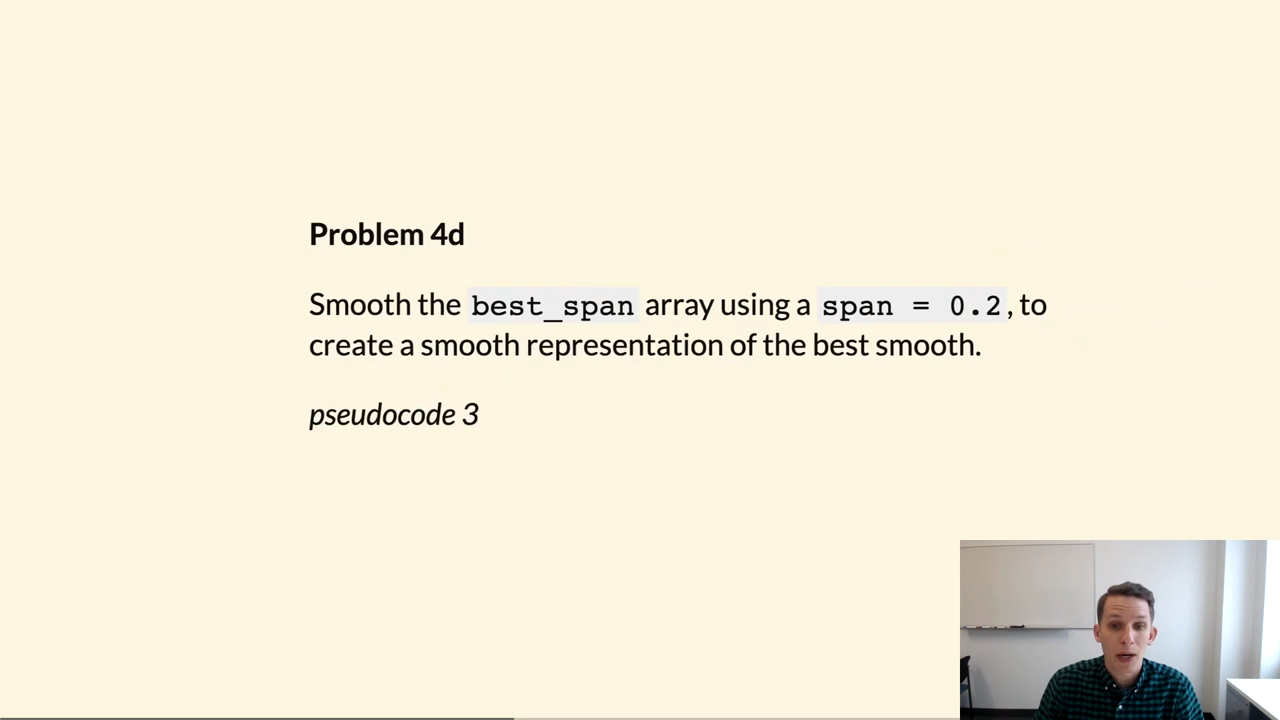 Problem 4d
Smooth the best_span array using a span = 0.2, to
create a smooth representation of the best smooth.
pseudocode 3